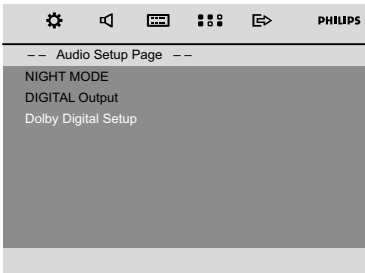 PHILIPS
– – Audio Setup Page – –
NIGHT MODE
DIGITAL Output
Dolby Digital Setup